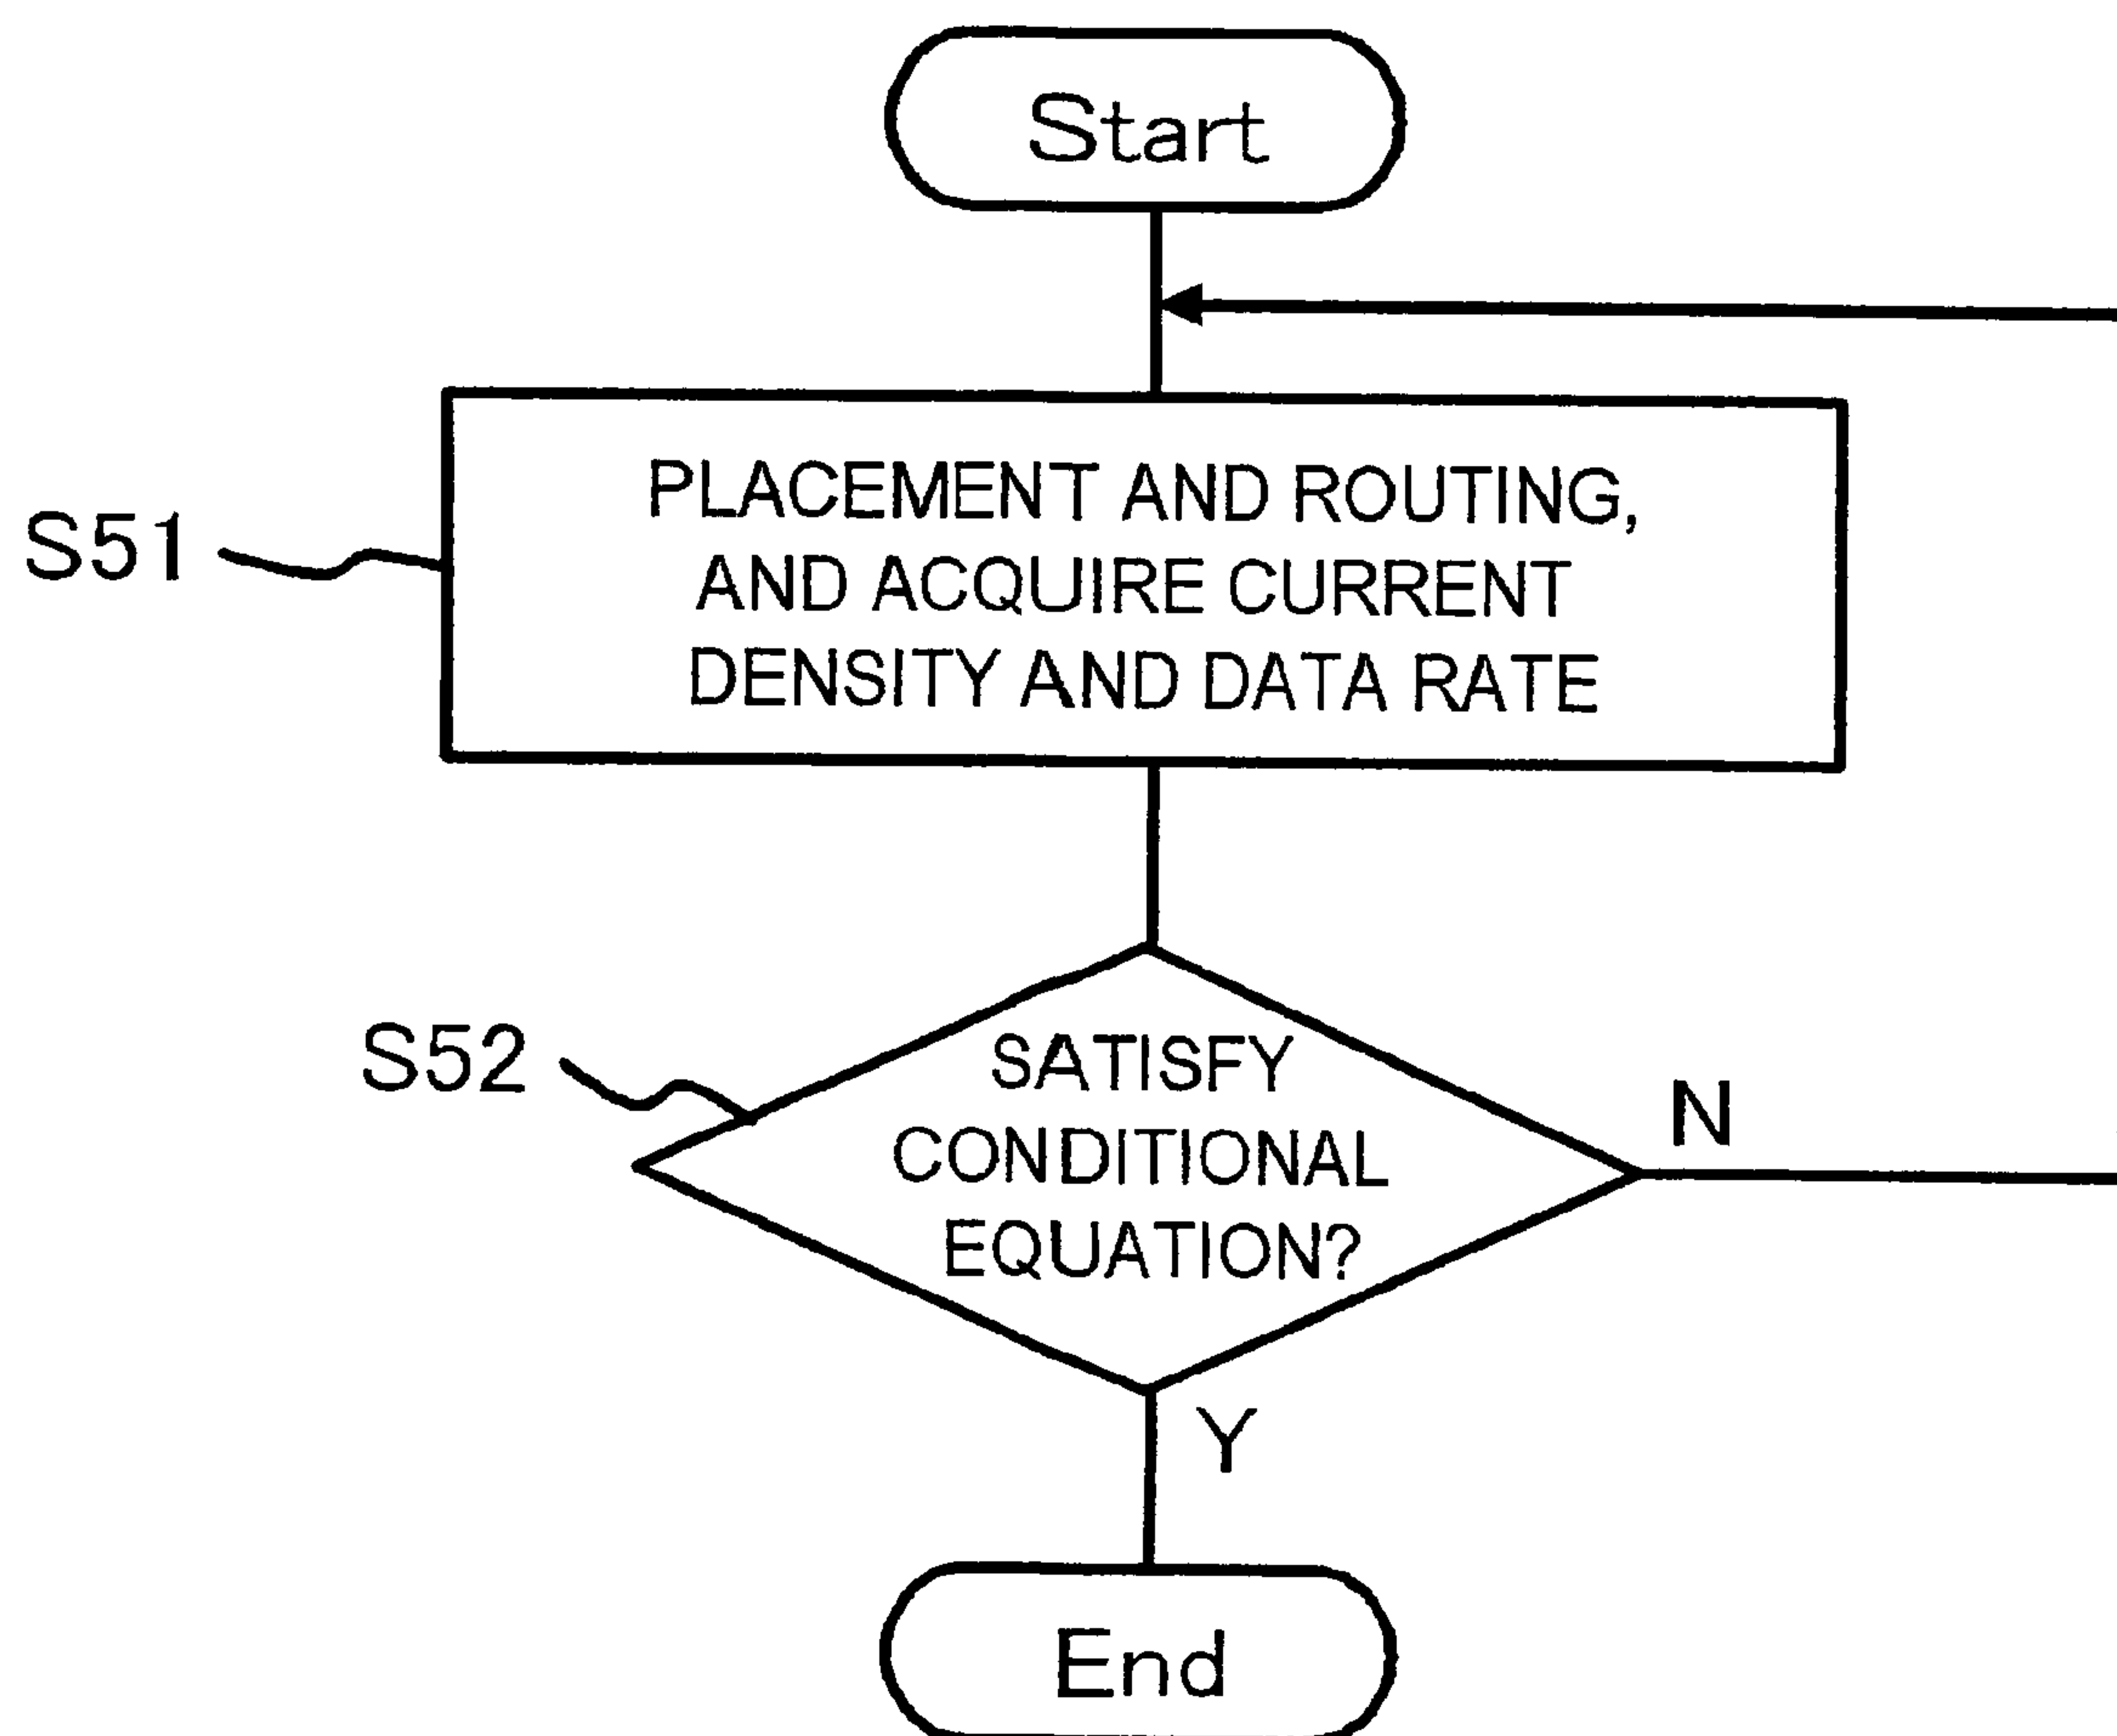 Start
S51
PLACEMENT AND ROUTING,
AND ACQUIRE CURRENT
DENSITY AND DATA RATE
S52
SATISFY
CONDITIONAL
EQUATION?
N
Y
End